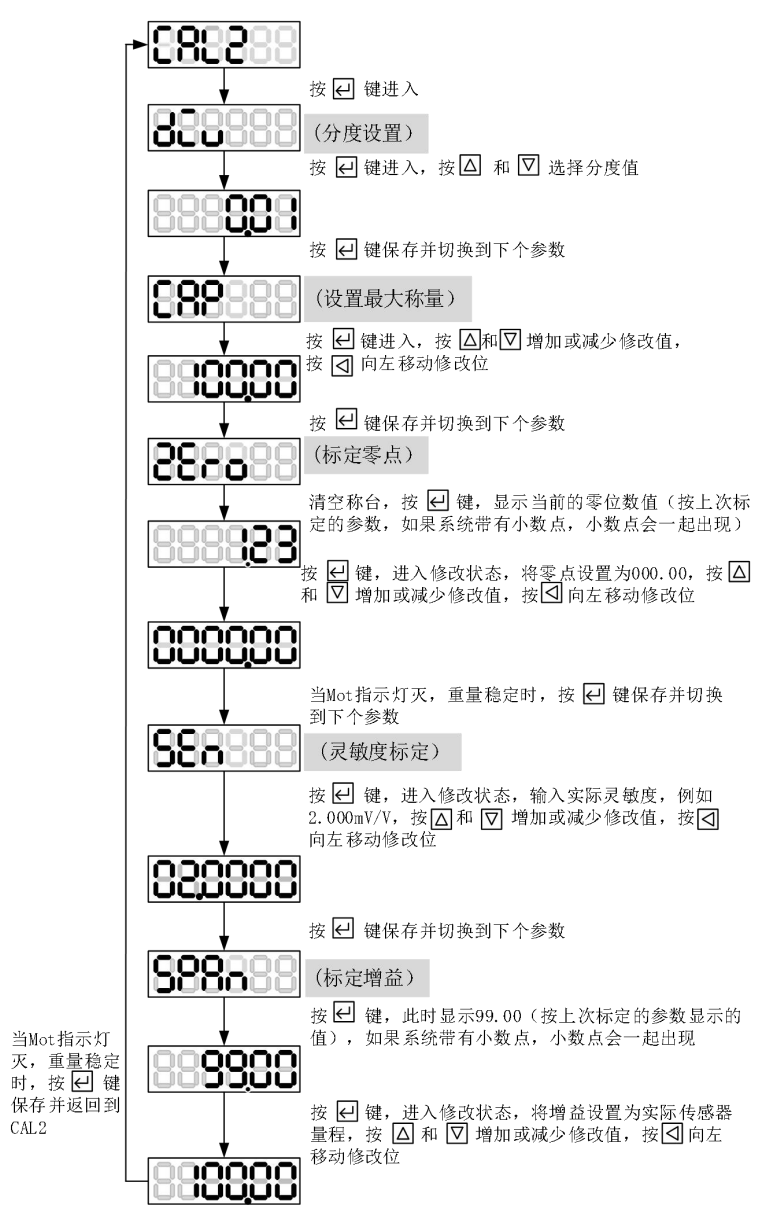 CAL2
按 键进入
dIv
(分度设置)
按 键进入，按 和 选择分度值
0.01
按 键保存并切换到下个参数
CAP
(设置最大称量)
按 键进入，按 和 增加或减少修改值，
按 向左移动修改位
100.00
按 键保存并切换到下个参数
2Ero
(标定零点)
清空称台，按 键，显示当前的零位数值（按上次标
定的参数，如果系统带有小数点，小数点会一起出现）
1.23
按 键，进入修改状态，将零点设置为000.00，按
和 增加或减少修改值，按 向左移动修改位
0000.00
当Mot指示灯灭，重量稳定时，按 键保存并切换
到下个参数
SEn
(灵敏度标定)
按 键，进入修改状态，输入实际灵敏度，例如
2.000mV/V，按 和 增加或减少修改值，按
向左移动修改位
02.0000
按 键保存并切换到下个参数
SPAn
(标定增益)
按 键，此时显示99.00（按上次标定的参数显示的
值），如果系统带有小数点，小数点会一起出现
99.00
按 键，进入修改状态，将增益设置为实际传感器
量程，按 和 增加或减少修改值，按 向左
移动修改位
100.00
当Mot指示灯
灭，重量稳定
时，按 键
保存并返回到
CAL2